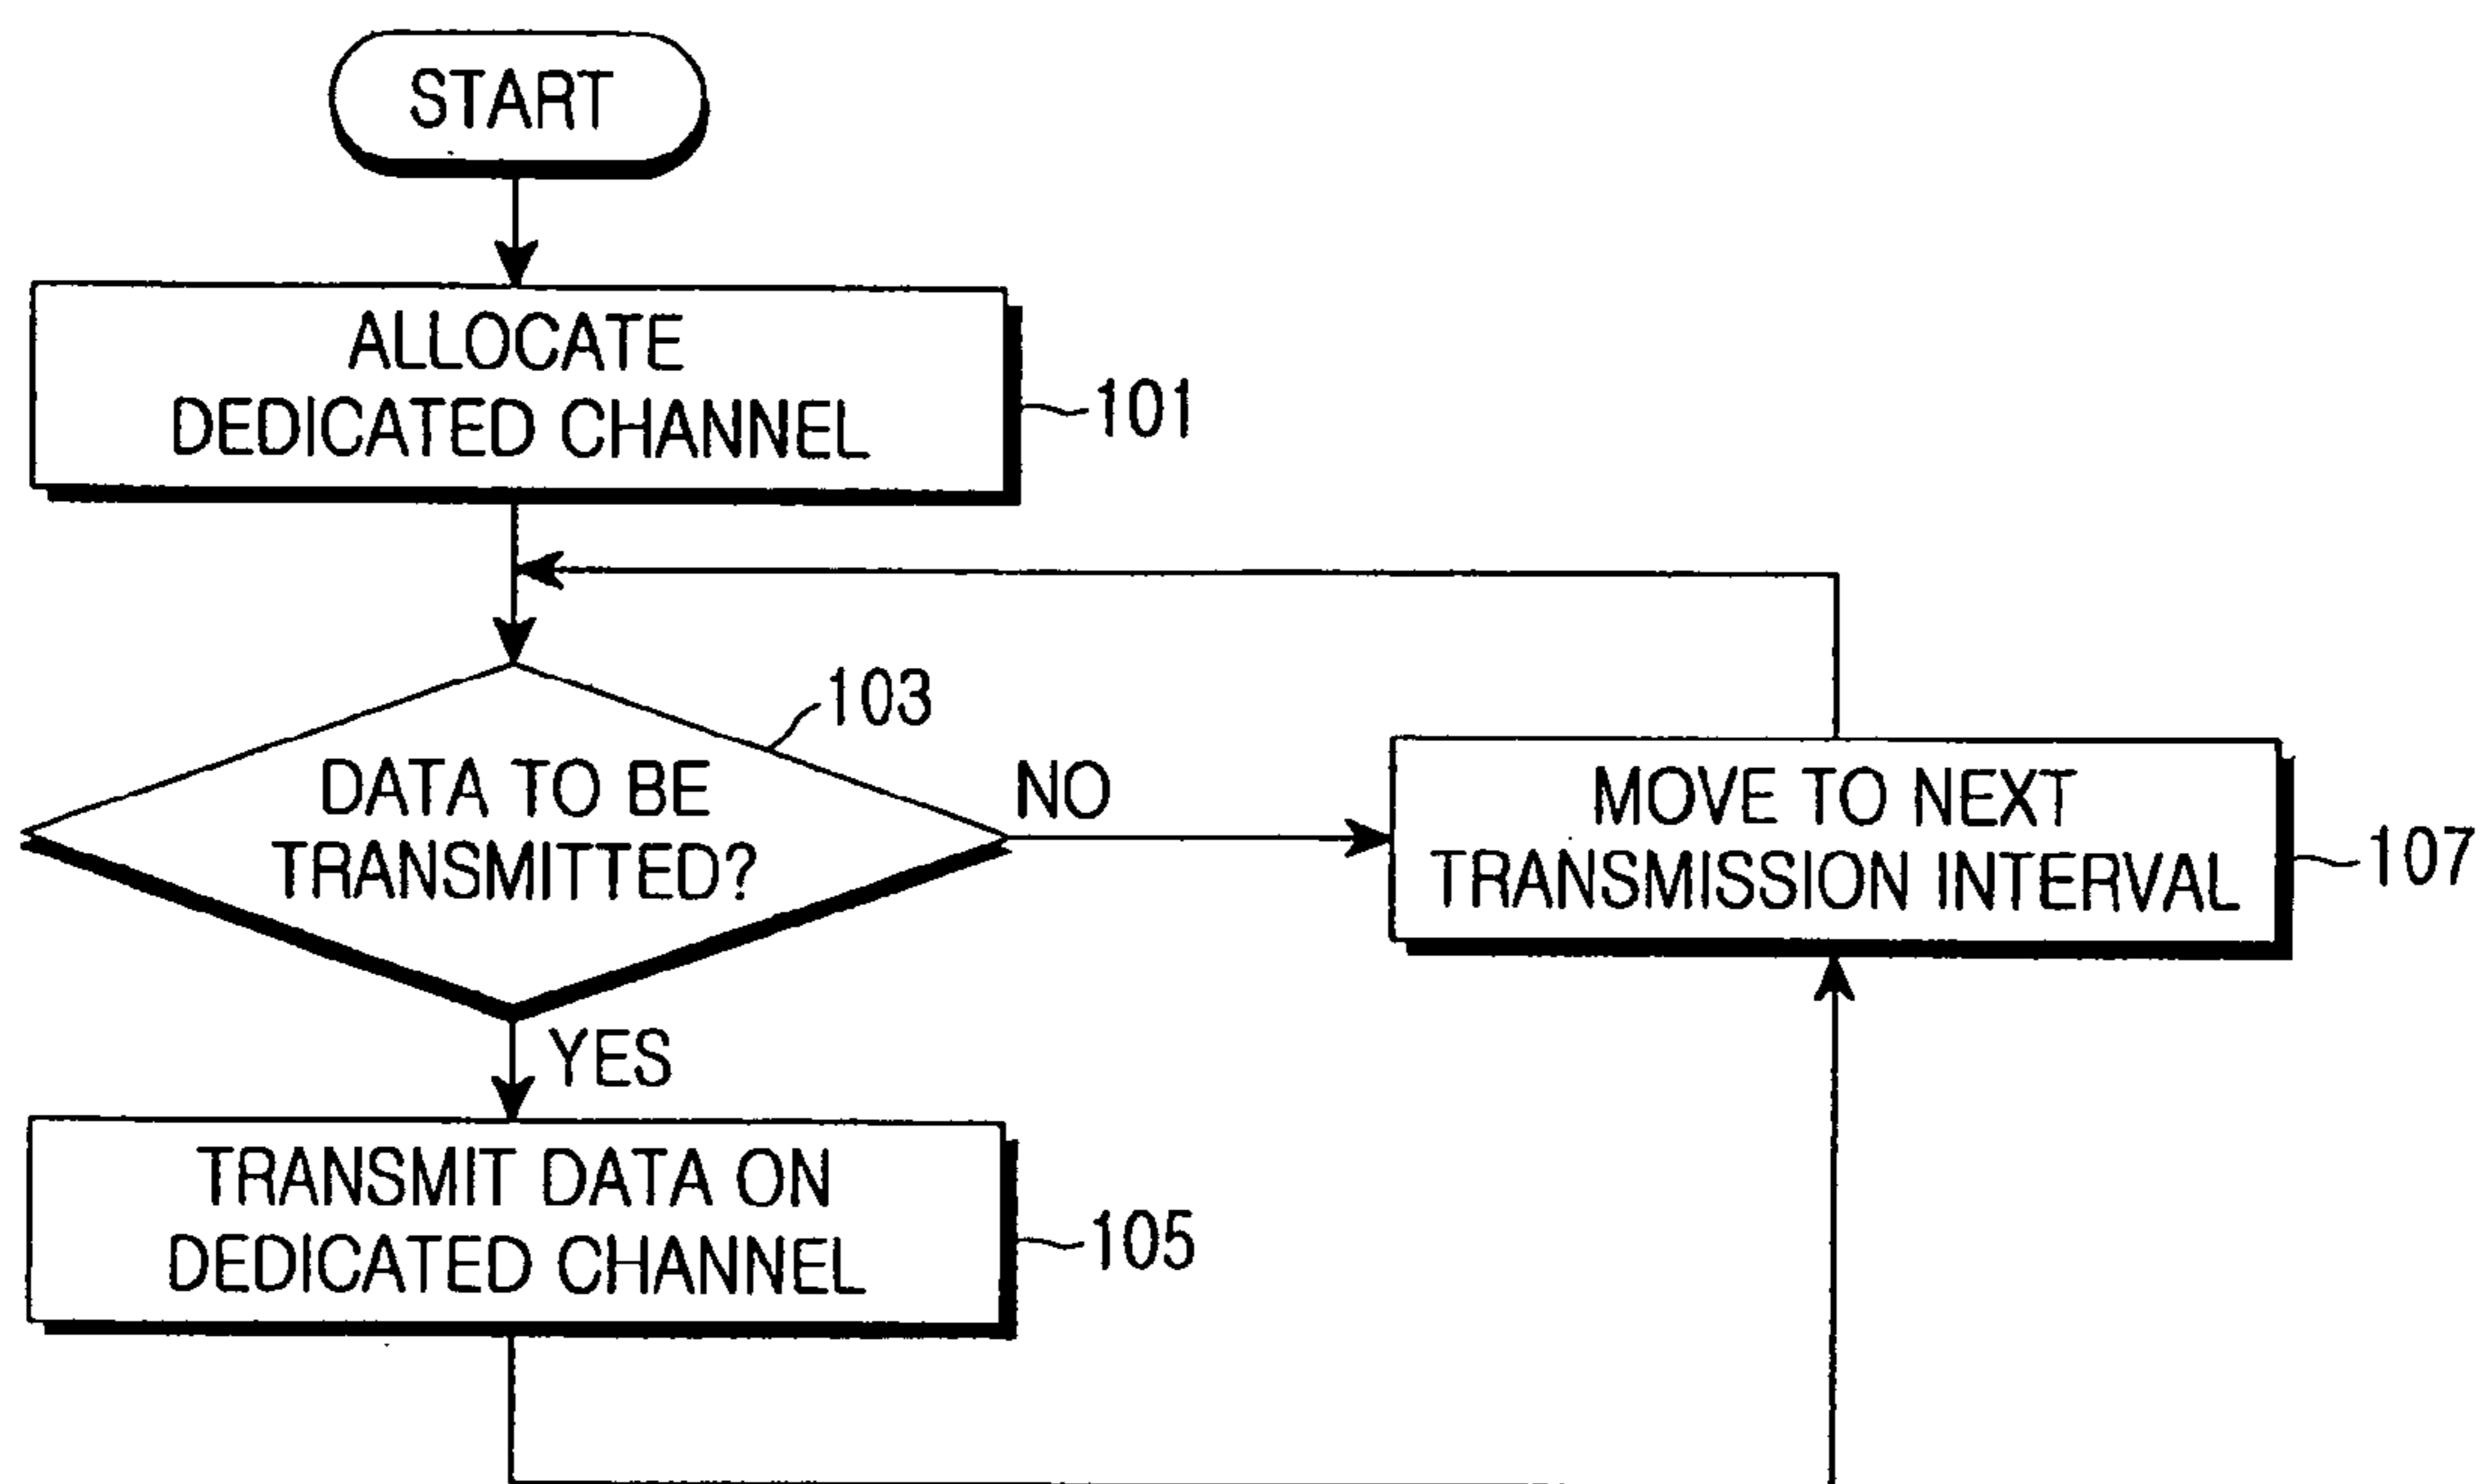 START
ALLOCATE
DEDICATED CHANNEL
101
103
DATA TO BE
TRANSMITTED?
NO
MOVE TO NEXT
TRANSMISSION INTERVAL
107
YES
TRANSMIT DATA ON
DEDICATED CHANNEL
105